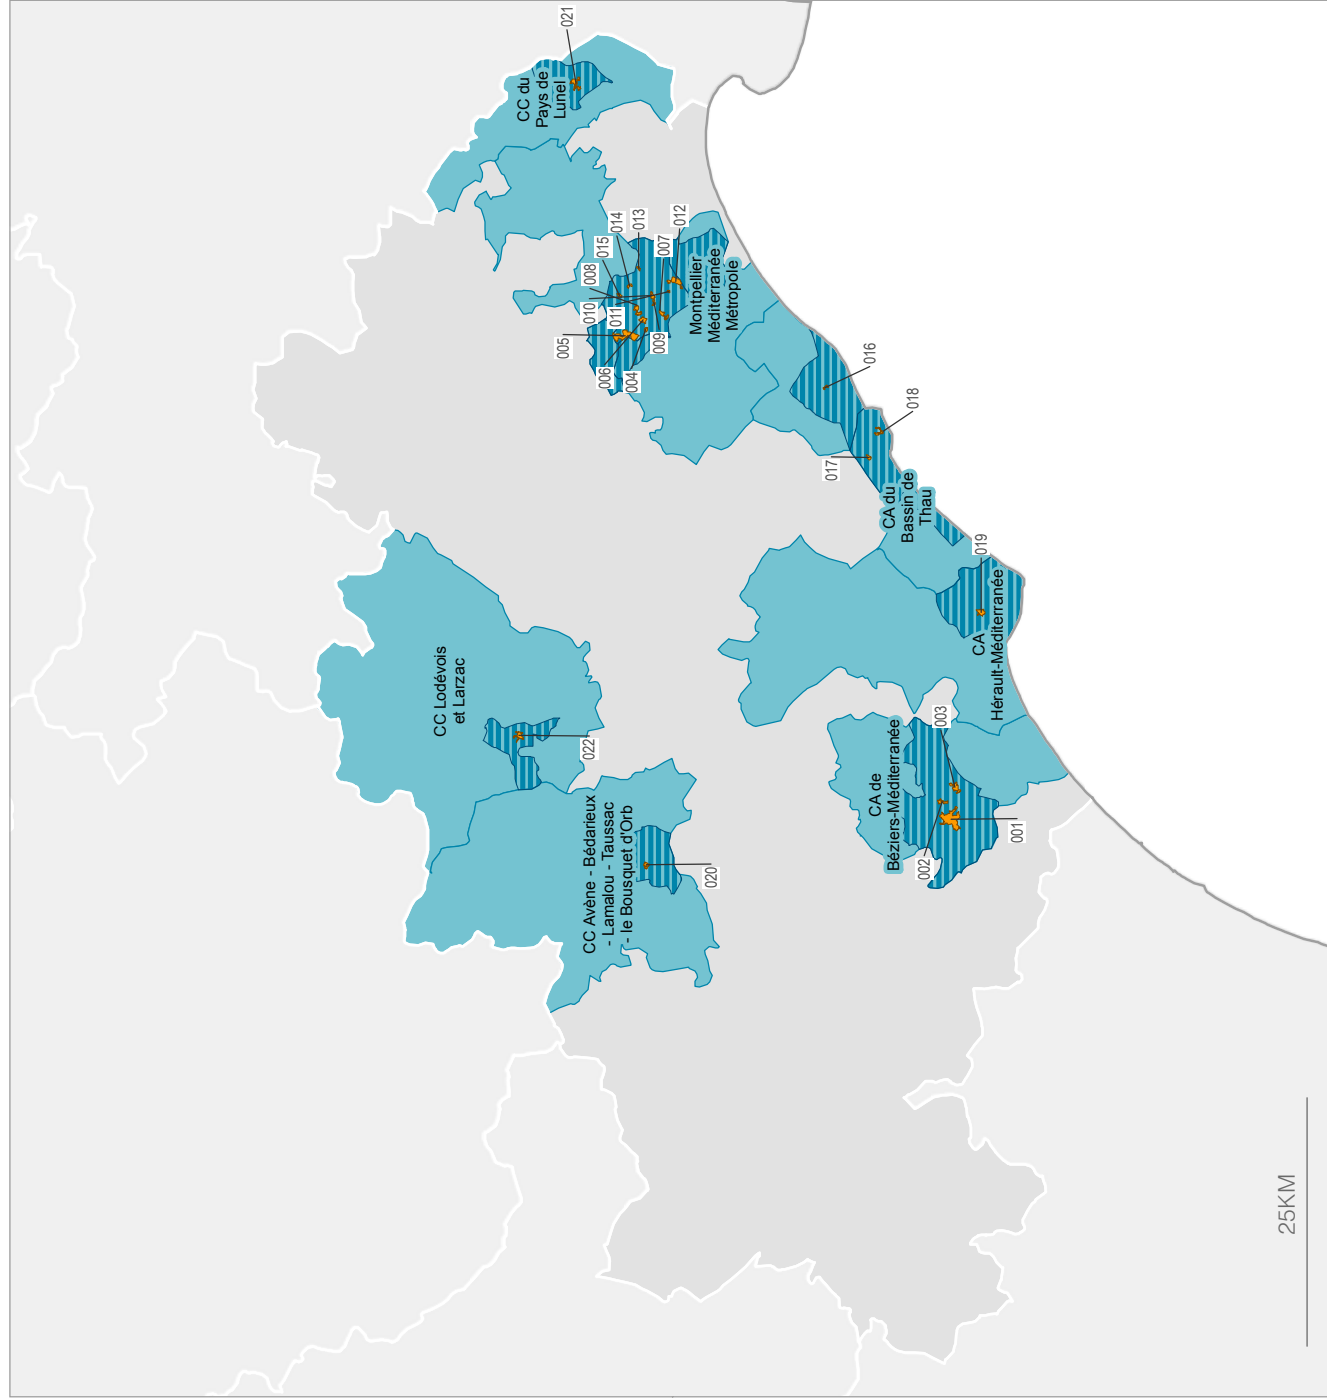 021
CC du
Pays de
Lunel
014
013
012
015
007
008
010
011
005
009
006
004
Montpellier
Méditerranée
Métropole
016
018
017
CA du
Bassin de
Thau
019
CA
Hérault-Méditerranée
CC Lodévois
et Larzac
022
CC Avène - Bédarieux
- Lamalou - Taussac
- le Bousquet d'Orb
020
CA de
Béziers-Méditerranée
003
002
001
25KM